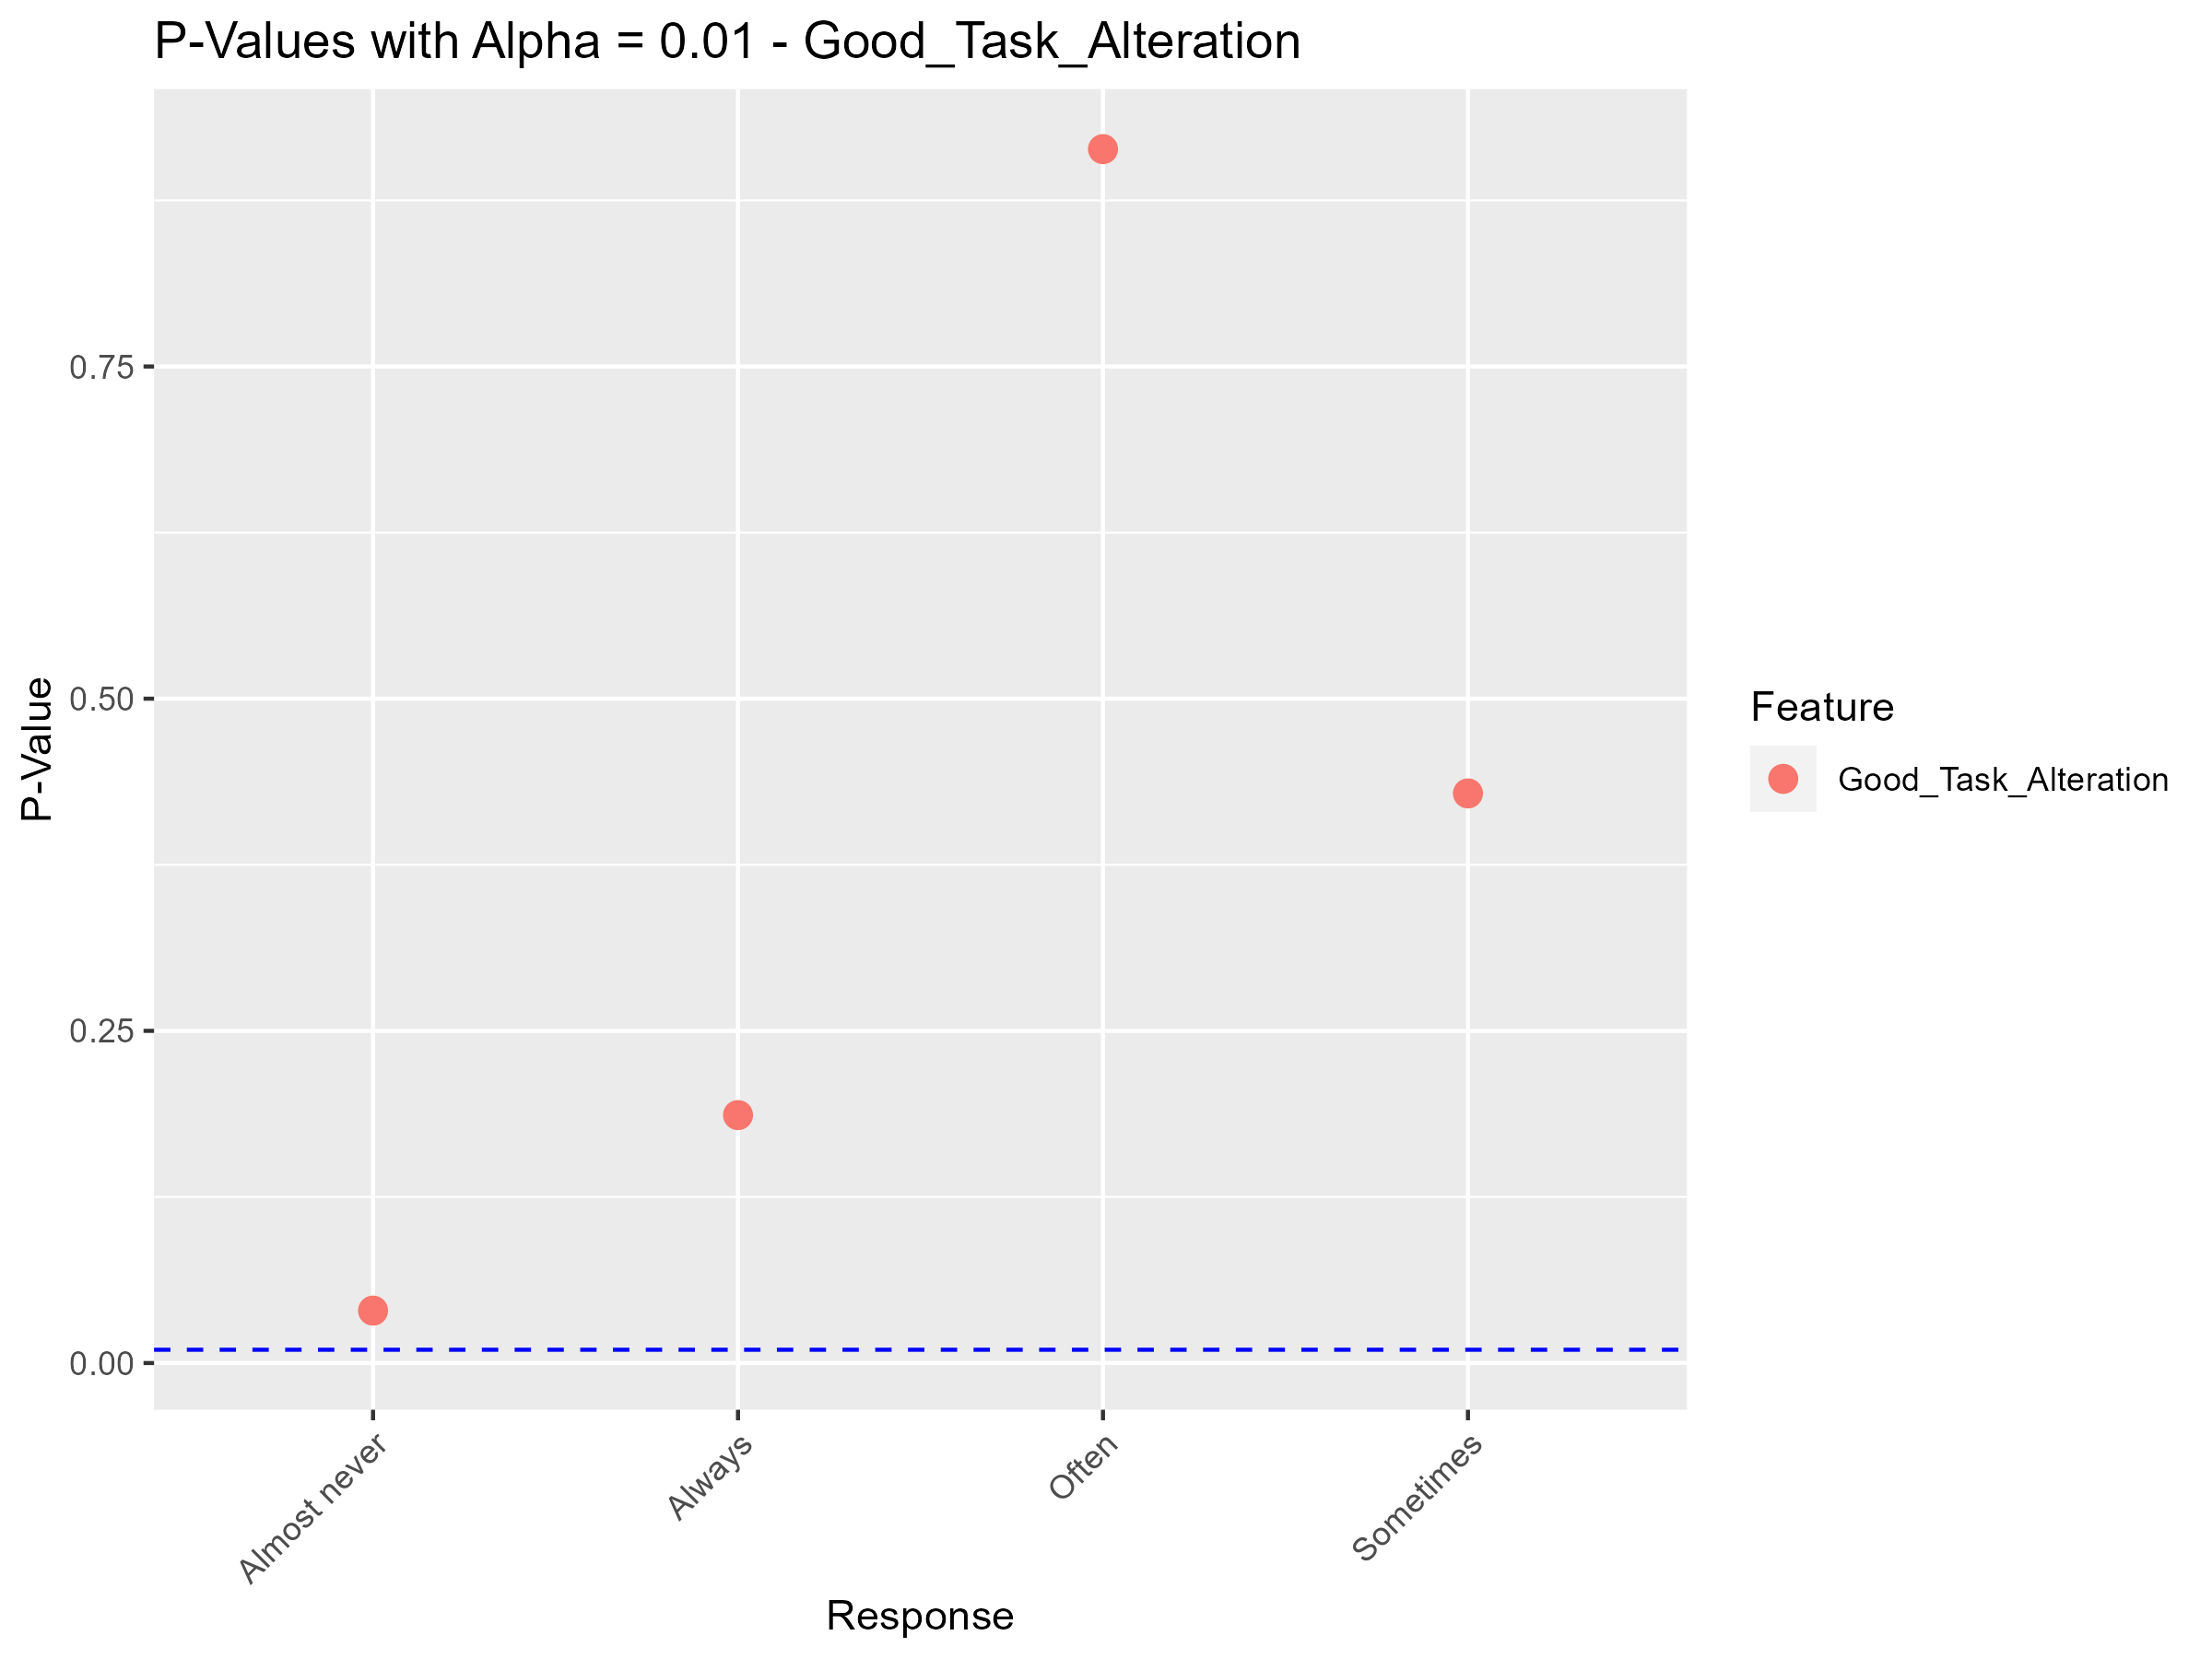 P-Values with Alpha = 0.01 - Good_Task_Alteration
P-Value
0.75
0.50
0.25
0.00
Almost never
Always
Often
Sometimes
Response
Feature
Good_Task_Alteration